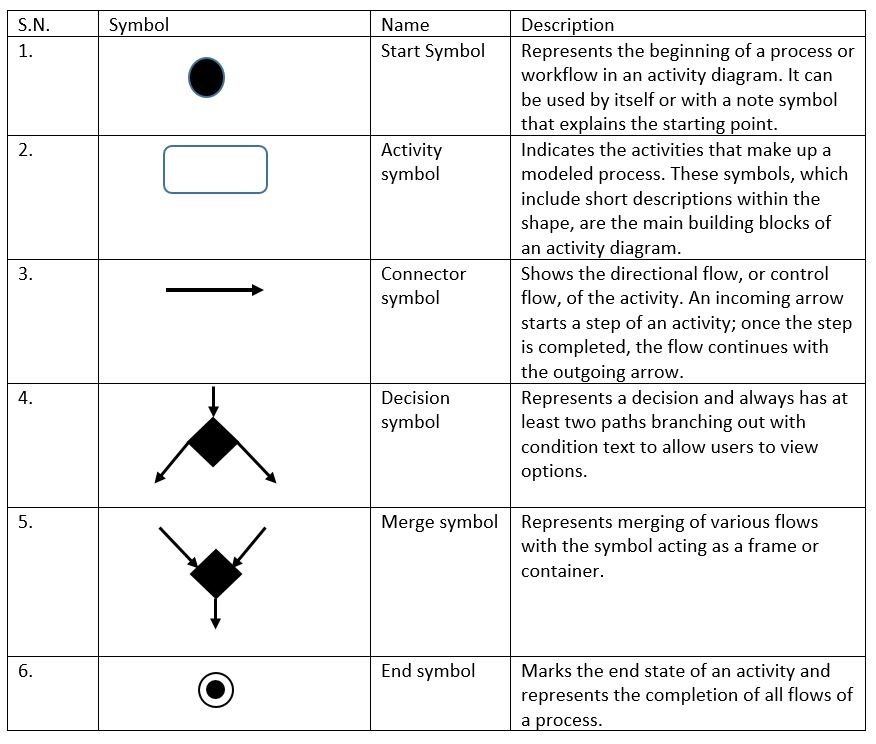 S.N. Symbol Name Description
1. Start Symbol Represents the beginning of a process or
workflow in an activity diagram. It can
be used by itself or with a note symbol
that explains the starting point.
2. Activity Indicates the activities that make up a
symbol modeled process. These symbols, which
include short descriptions within the
shape, are the main building blocks of
an activity diagram.
3. Connector Shows the directional flow, or control
symbol flow, of the activity. An incoming arrow
starts a step of an activity; once the step
is completed, the flow continues with
the outgoing arrow.
4. Decision Represents a decision and always has at
symbol least two paths branching out with
condition text to allow users to view
options.
5. Merge symbol Represents merging of various flows
with the symbol acting as a frame or
container.
6. End symbol Marks the end state of an activity and
represents the completion of all flows of
a process.